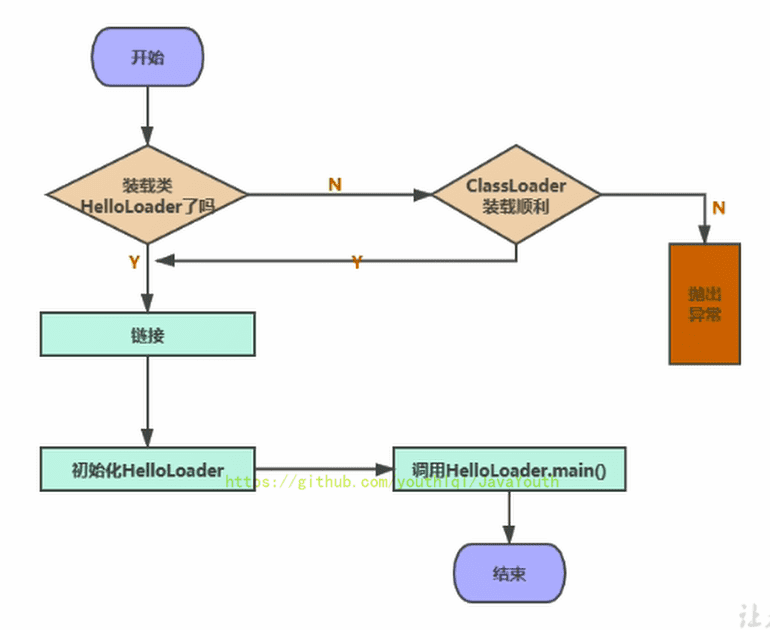 开始
装载类
HelloLoader了吗
N
ClassLoader
装载顺利
N
Y
Y
抛出
异常
链接
初始化HelloLoader
调用HelloLoader.main()
https://github.com/youthlql/JavaYouth
结束
让